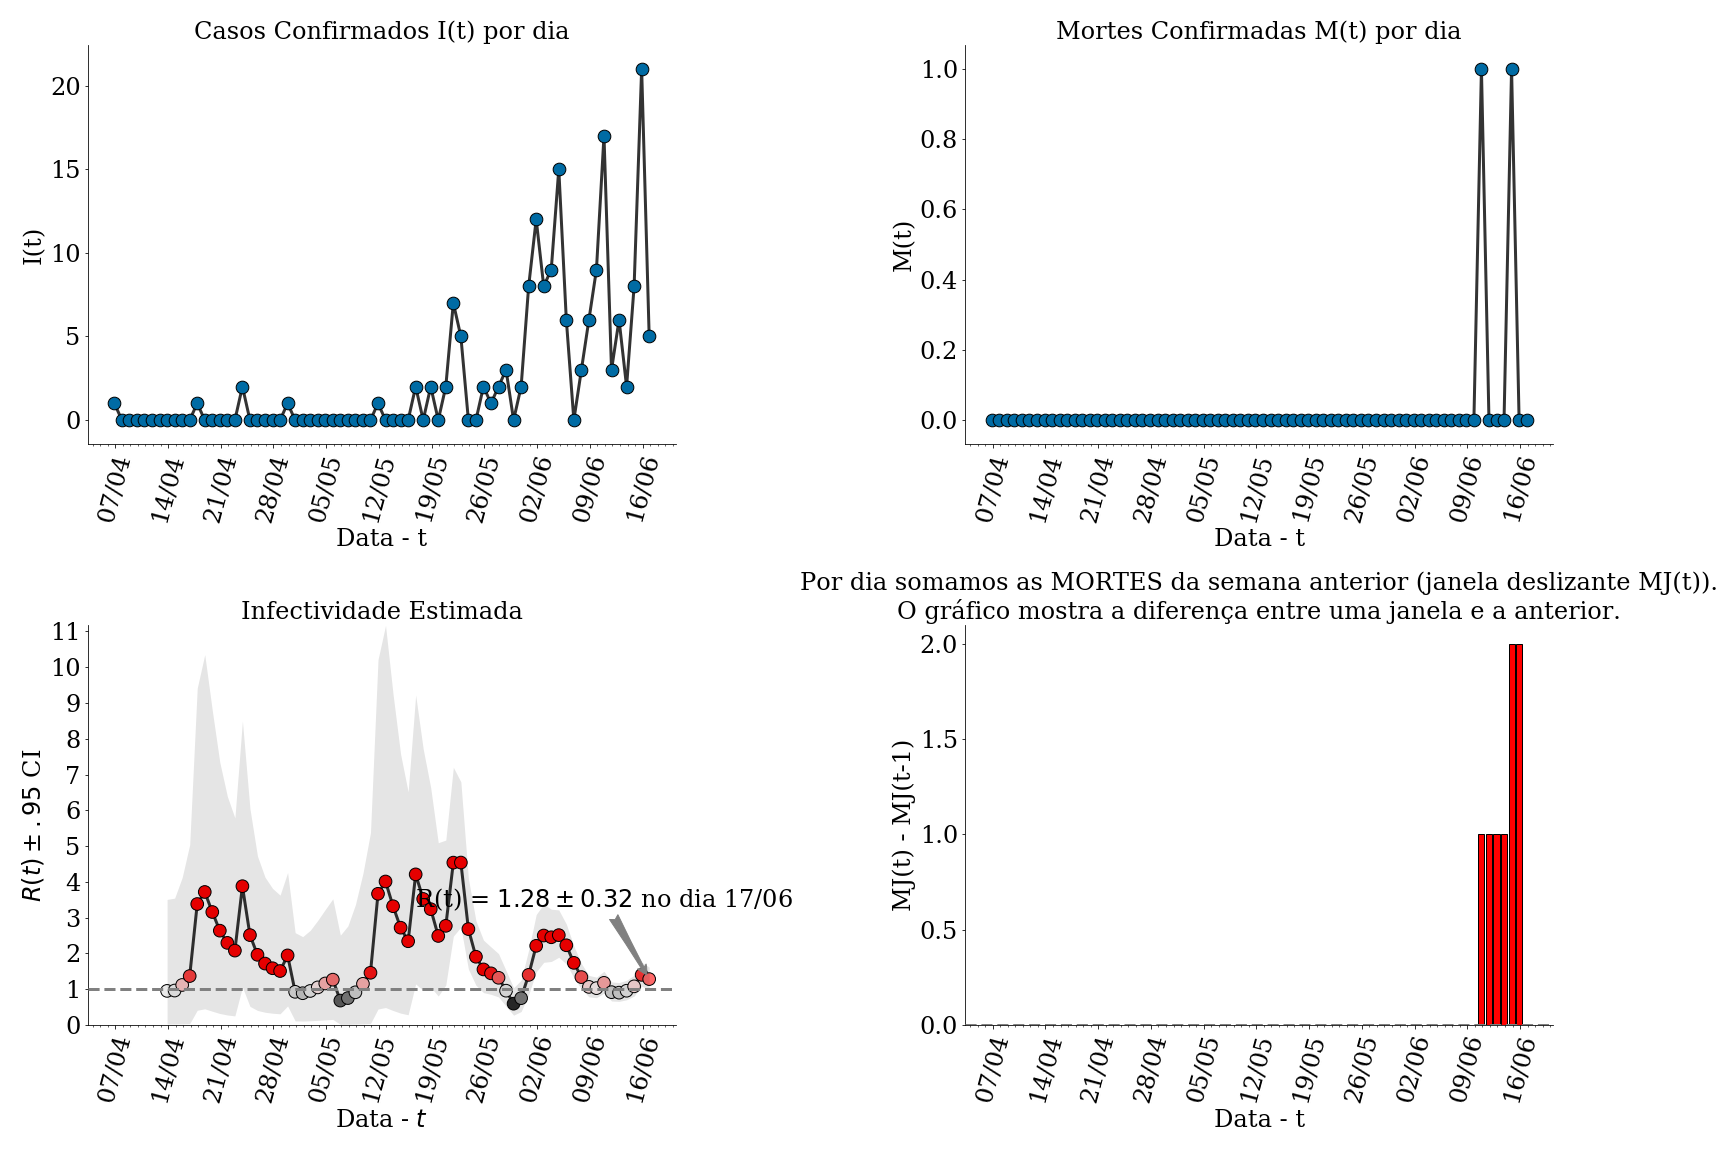 Casos Confirmados I(t) por dia
I(t)
20
15
10
5
0
07/04 14/04 21/04 28/04 05/05 12/05 19/05 26/05 02/06 09/06 16/06
Data - t
Mortes Confirmadas M(t) por dia
M(t)
1.0
0.8
0.6
0.4
0.2
0.0
07/04 14/04 21/04 28/04 05/05 12/05 19/05 26/05 02/06 09/06 16/06
Data - t
Infectividade Estimada
R(t) ± .95 CI
11
10
9
8
7
6
5
4
3
2
1
0
R(t) = 1.28 ± 0.32 no dia 17/06
07/04 14/04 21/04 28/04 05/05 12/05 19/05 26/05 02/06 09/06 16/06
Data - t
Por dia somamos as MORTES da semana anterior (janela deslizante MJ(t)).
O gráfico mostra a diferença entre uma janela e a anterior.
MJ(t) - MJ(t-1)
2.0
1.5
1.0
0.5
0.0
07/04 14/04 21/04 28/04 05/05 12/05 19/05 26/05 02/06 09/06 16/06
Data - t